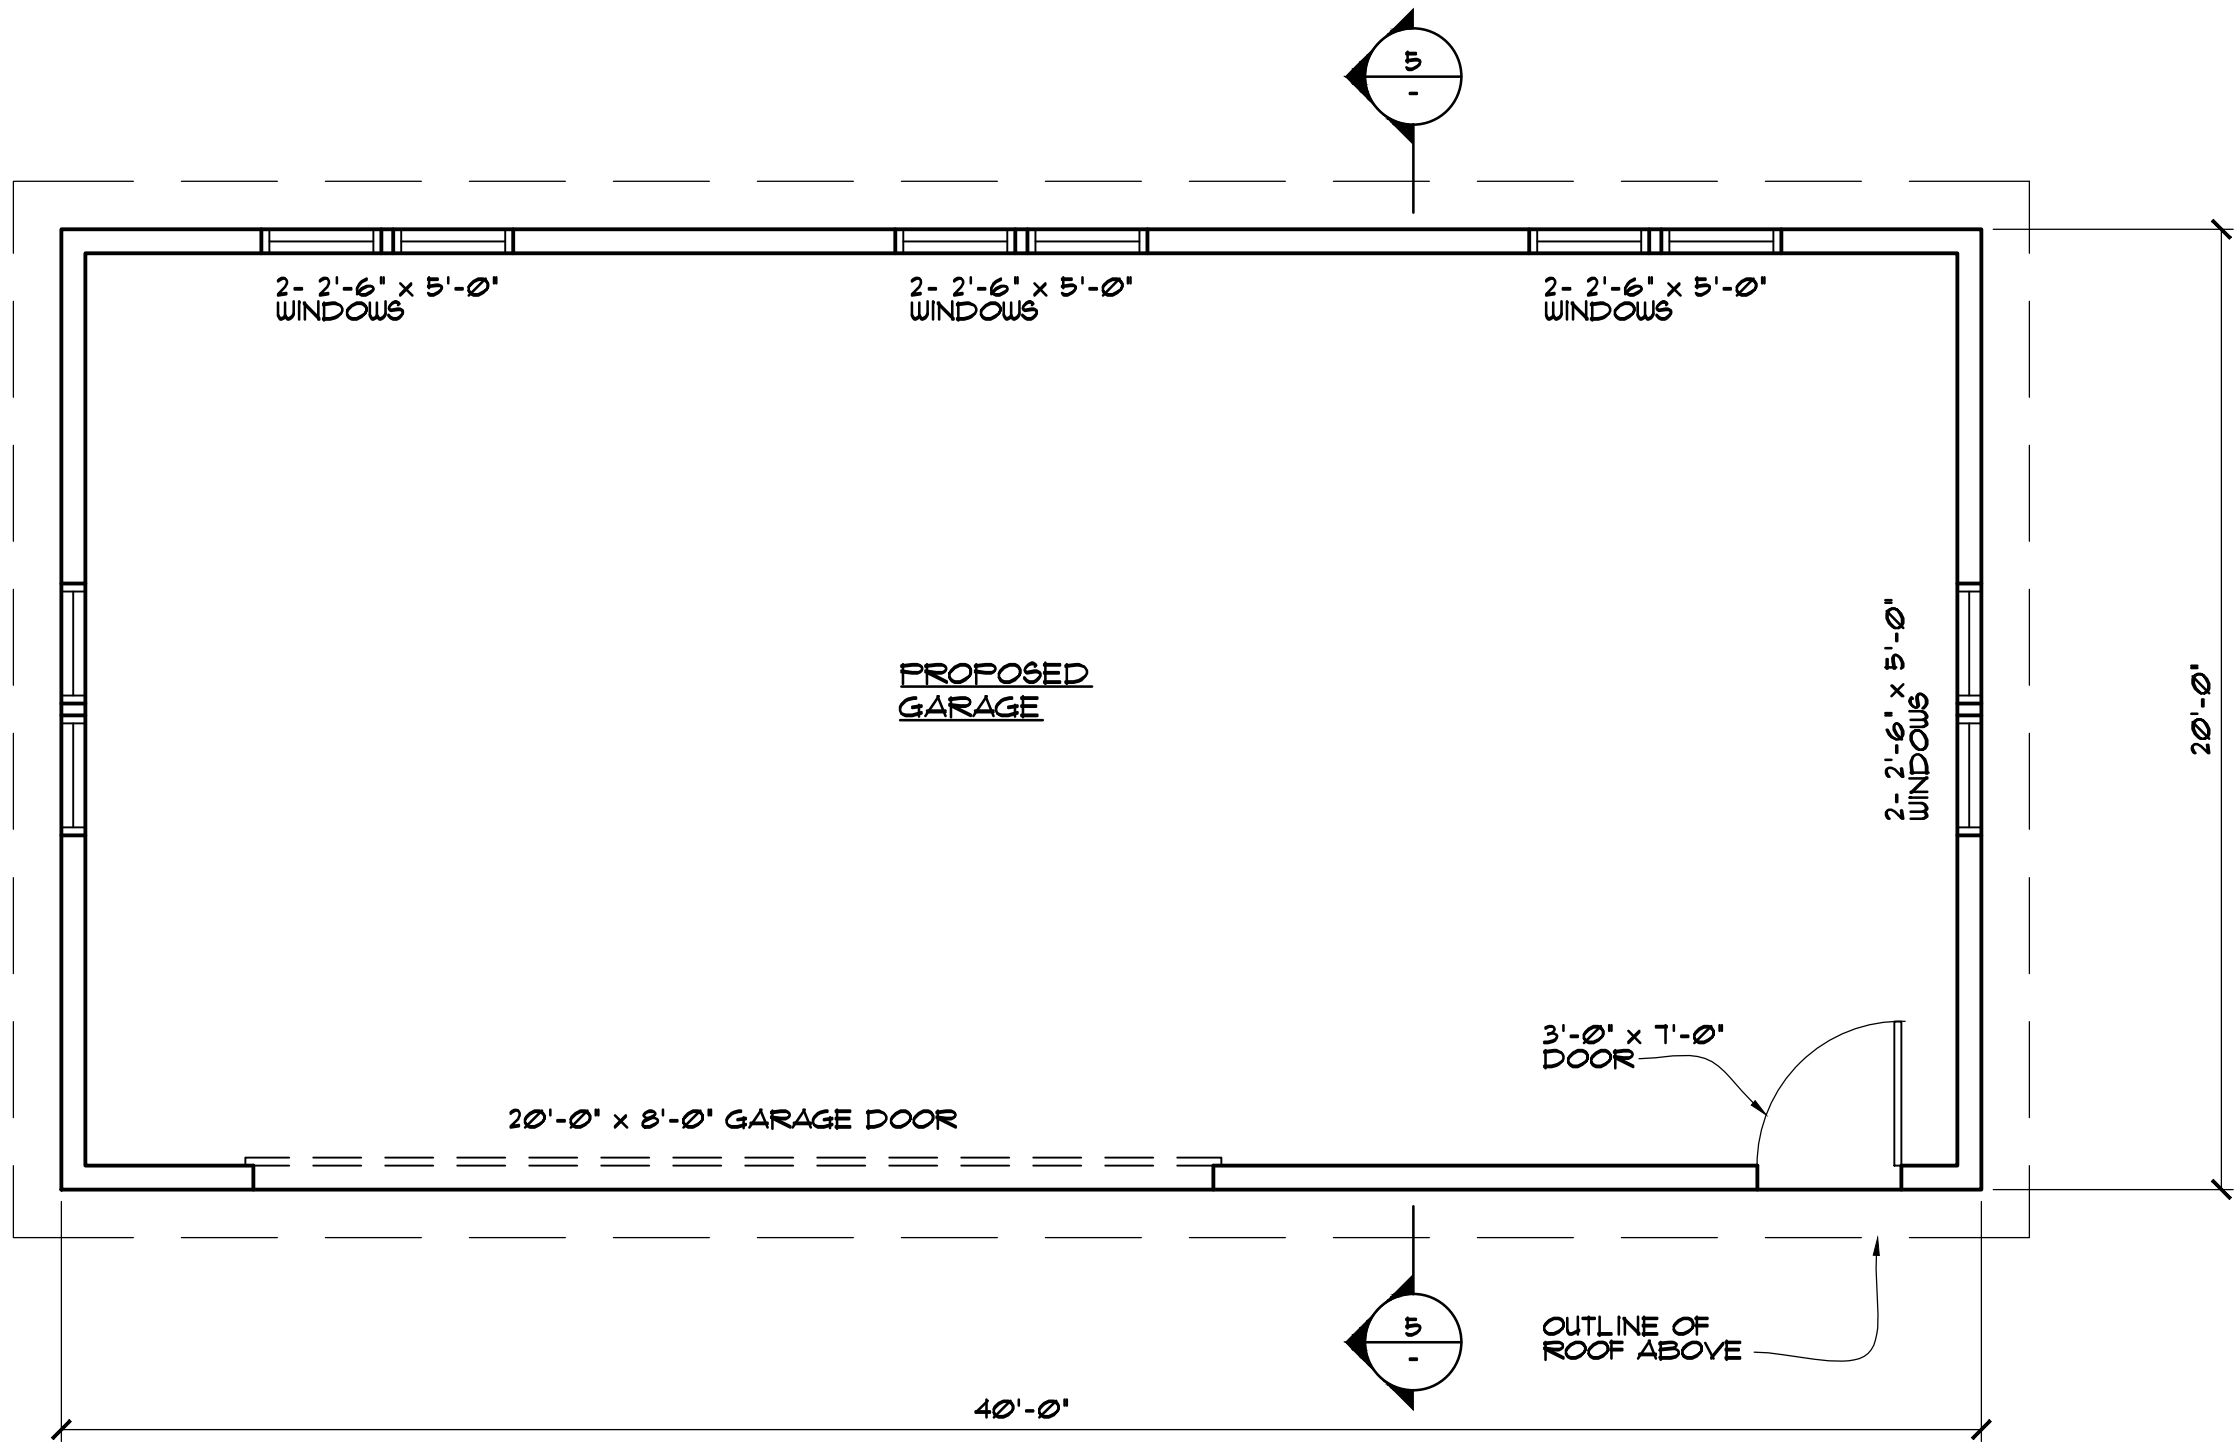 5
-
2- 2'-6" x 5'-0"
WINDOWS
2- 2'-6" x 5'-0"
WINDOWS
2- 2'-6" x 5'-0"
WINDOWS
PROPOSED
GARAGE
2- 2'-6" x 5'-0"
WINDOWS
20'-0"
3'-0" x 7'-0"
DOOR
20'-0" x 8'-0" GARAGE DOOR
5
-
OUTLINE OF
ROOF ABOVE
40'-0"